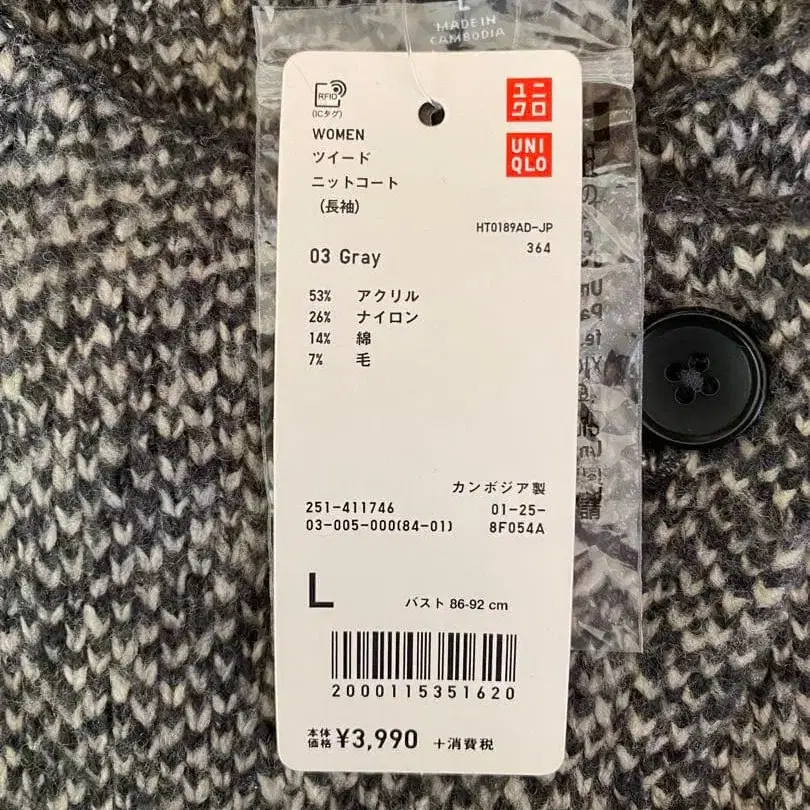 L
MADE IN
CAMBODIA
RFID
(ICタグ)
ユニ
クロ
UNI
QLO
WOMEN
ツイード
ニットコート
(長袖)
HT0189AD-JP
364
03 Gray
53% アクリル
26% ナイロン
14% 綿
7% 毛
カンボジア製
251-411746 01-25-
03-005-000(84-01) 8F054A
L バスト 86-92 cm
2000115351620
本体
価格 ¥3,990 +消費税